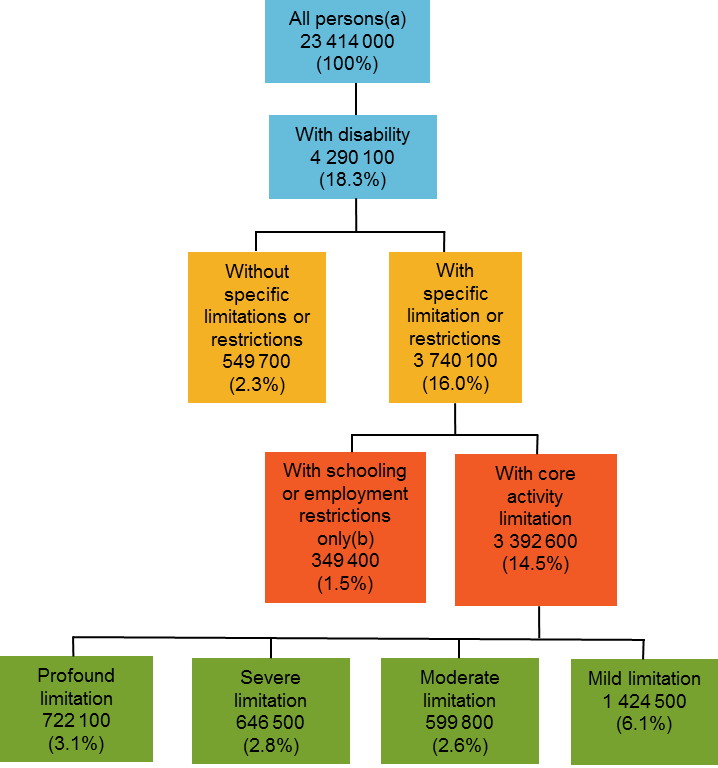 All persons(a)
23 414 000
(100%)
With disability
4 290 100
(18.3%)
Without
specific
limitations or
restrictions
549 700
(2.3%)
With
specific
limitation or
restrictions
3 740 100
(16.0%)
With schooling
or employment
restrictions
only(b)
349 400
(1.5%)
With core
activity
limitation
3 392 600
(14.5%)
Profound
limitation
722 100
(3.1%)
Severe
limitation
646 500
(2.8%)
Moderate
limitation
599 800
(2.6%)
Mild limitation
1 424 500
(6.1%)